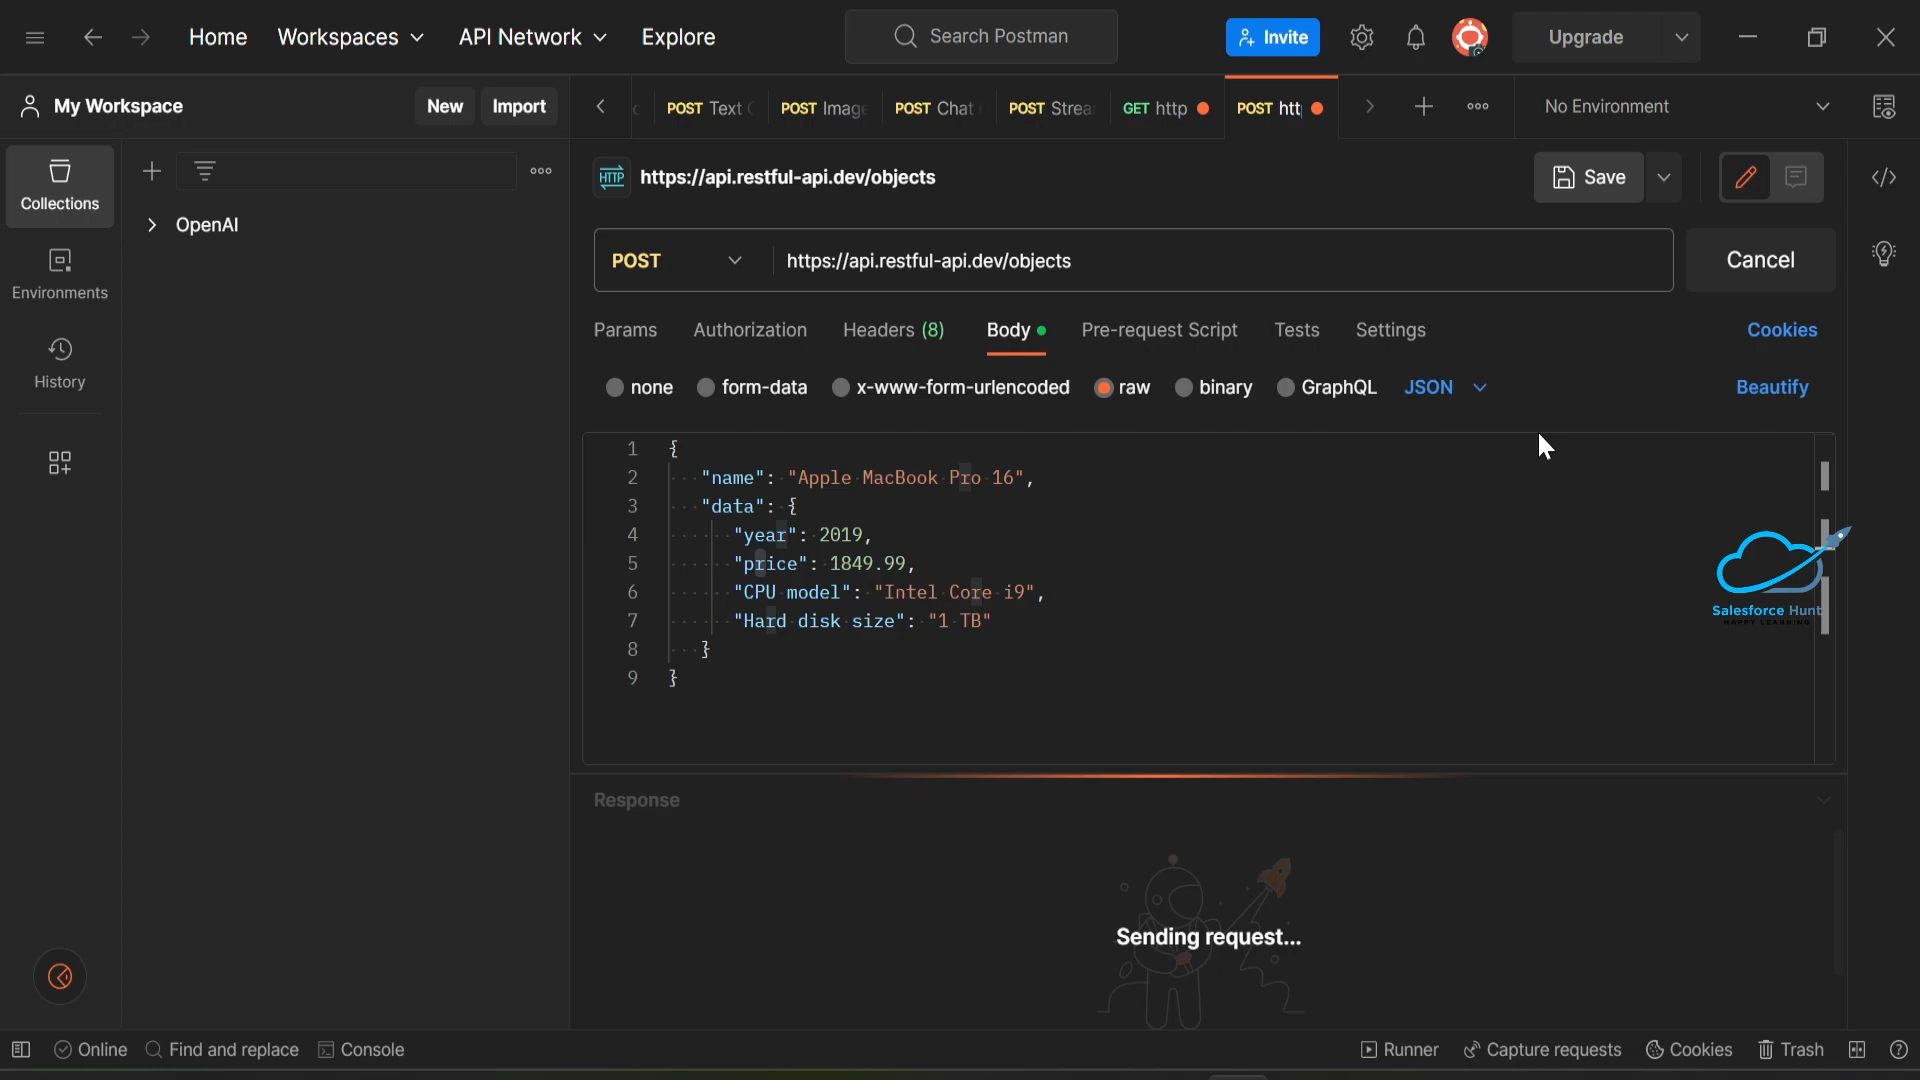 Home Workspaces API Network Explore Search Postman Invite Upgrade
My Workspace New Import POST Text POST Image POST Chat POST Strea GET http POST htt No Environment
Collections
HTTP https://api.restful-api.dev/objects Save
OpenAI
POST https://api.restful-api.dev/objects Cancel
Environments
Params Authorization Headers (8) Body Pre-request Script Tests Settings Cookies
History
none form-data x-www-form-urlencoded raw binary GraphQL JSON Beautify
1 {
2 "name": "Apple MacBook Pro 16",
3 "data": {
4 "year": 2019,
5 "price": 1849.99,
6 "CPU model": "Intel Core i9",
7 "Hard disk size": "1 TB"
8 }
9 }
Salesforce Hunt
HAPPY LEARNING
Response
Sending request...
Online Find and replace Console Runner Capture requests Cookies Trash